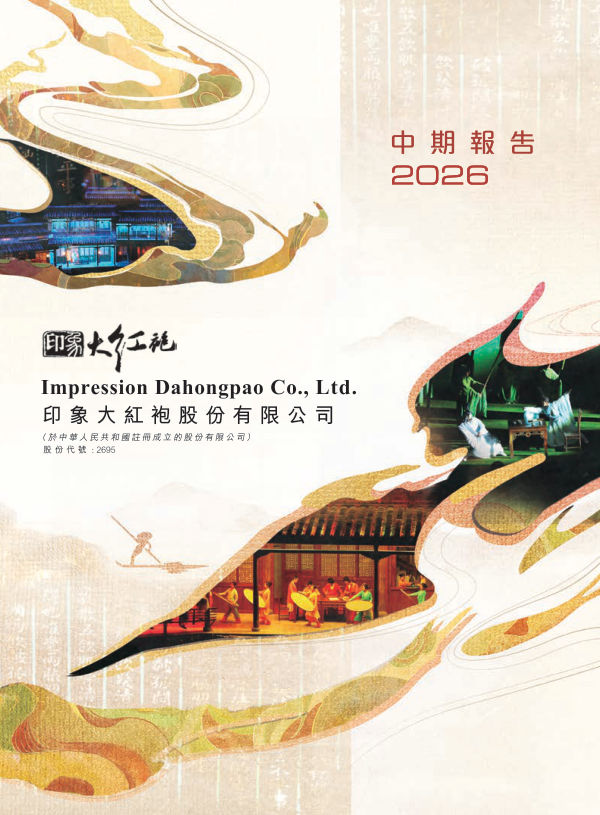 中期報告
2026
印象大紅袍
Impression Dahongpao Co., Ltd.
印象大紅袍股份有限公司
(於中華人民共和國註冊成立的股份有限公司)
股份代號 : 2695